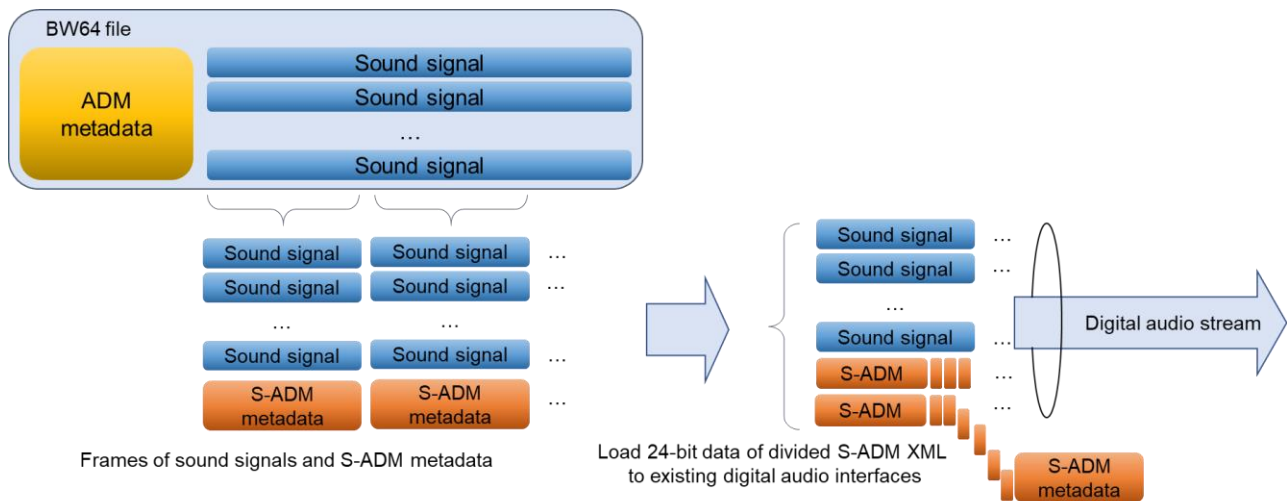 BW64 file
ADM
metadata
Sound signal
Sound signal
…
Sound signal
Sound signal Sound signal …
Sound signal Sound signal …
… …
Sound signal Sound signal …
S-ADM
metadata
S-ADM
metadata
…
Frames of sound signals and S-ADM metadata
Sound signal …
Sound signal …
…
Sound signal …
S-ADM …
S-ADM …
Load 24-bit data of divided S-ADM XML
to existing digital audio interfaces
S-ADM
metadata
Digital audio stream